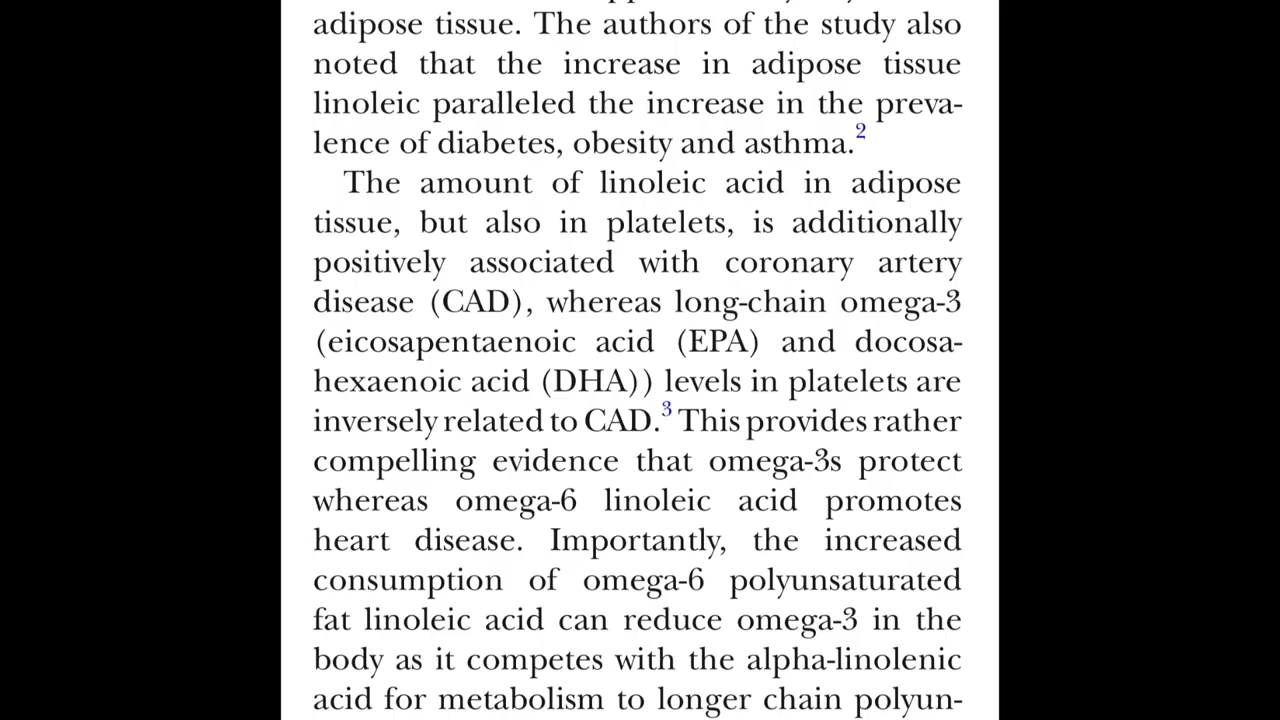 adipose tissue. The authors of the study also
noted that the increase in adipose tissue
linoleic paralleled the increase in the preva-
lence of diabetes, obesity and asthma.2
The amount of linoleic acid in adipose
tissue, but also in platelets, is additionally
positively associated with coronary artery
disease (CAD), whereas long-chain omega-3
(eicosapentaenoic acid (EPA) and docosa-
hexaenoic acid (DHA)) levels in platelets are
inversely related to CAD.3 This provides rather
compelling evidence that omega-3s protect
whereas omega-6 linoleic acid promotes
heart disease. Importantly, the increased
consumption of omega-6 polyunsaturated
fat linoleic acid can reduce omega-3 in the
body as it competes with the alpha-linolenic
acid for metabolism to longer chain polyun-